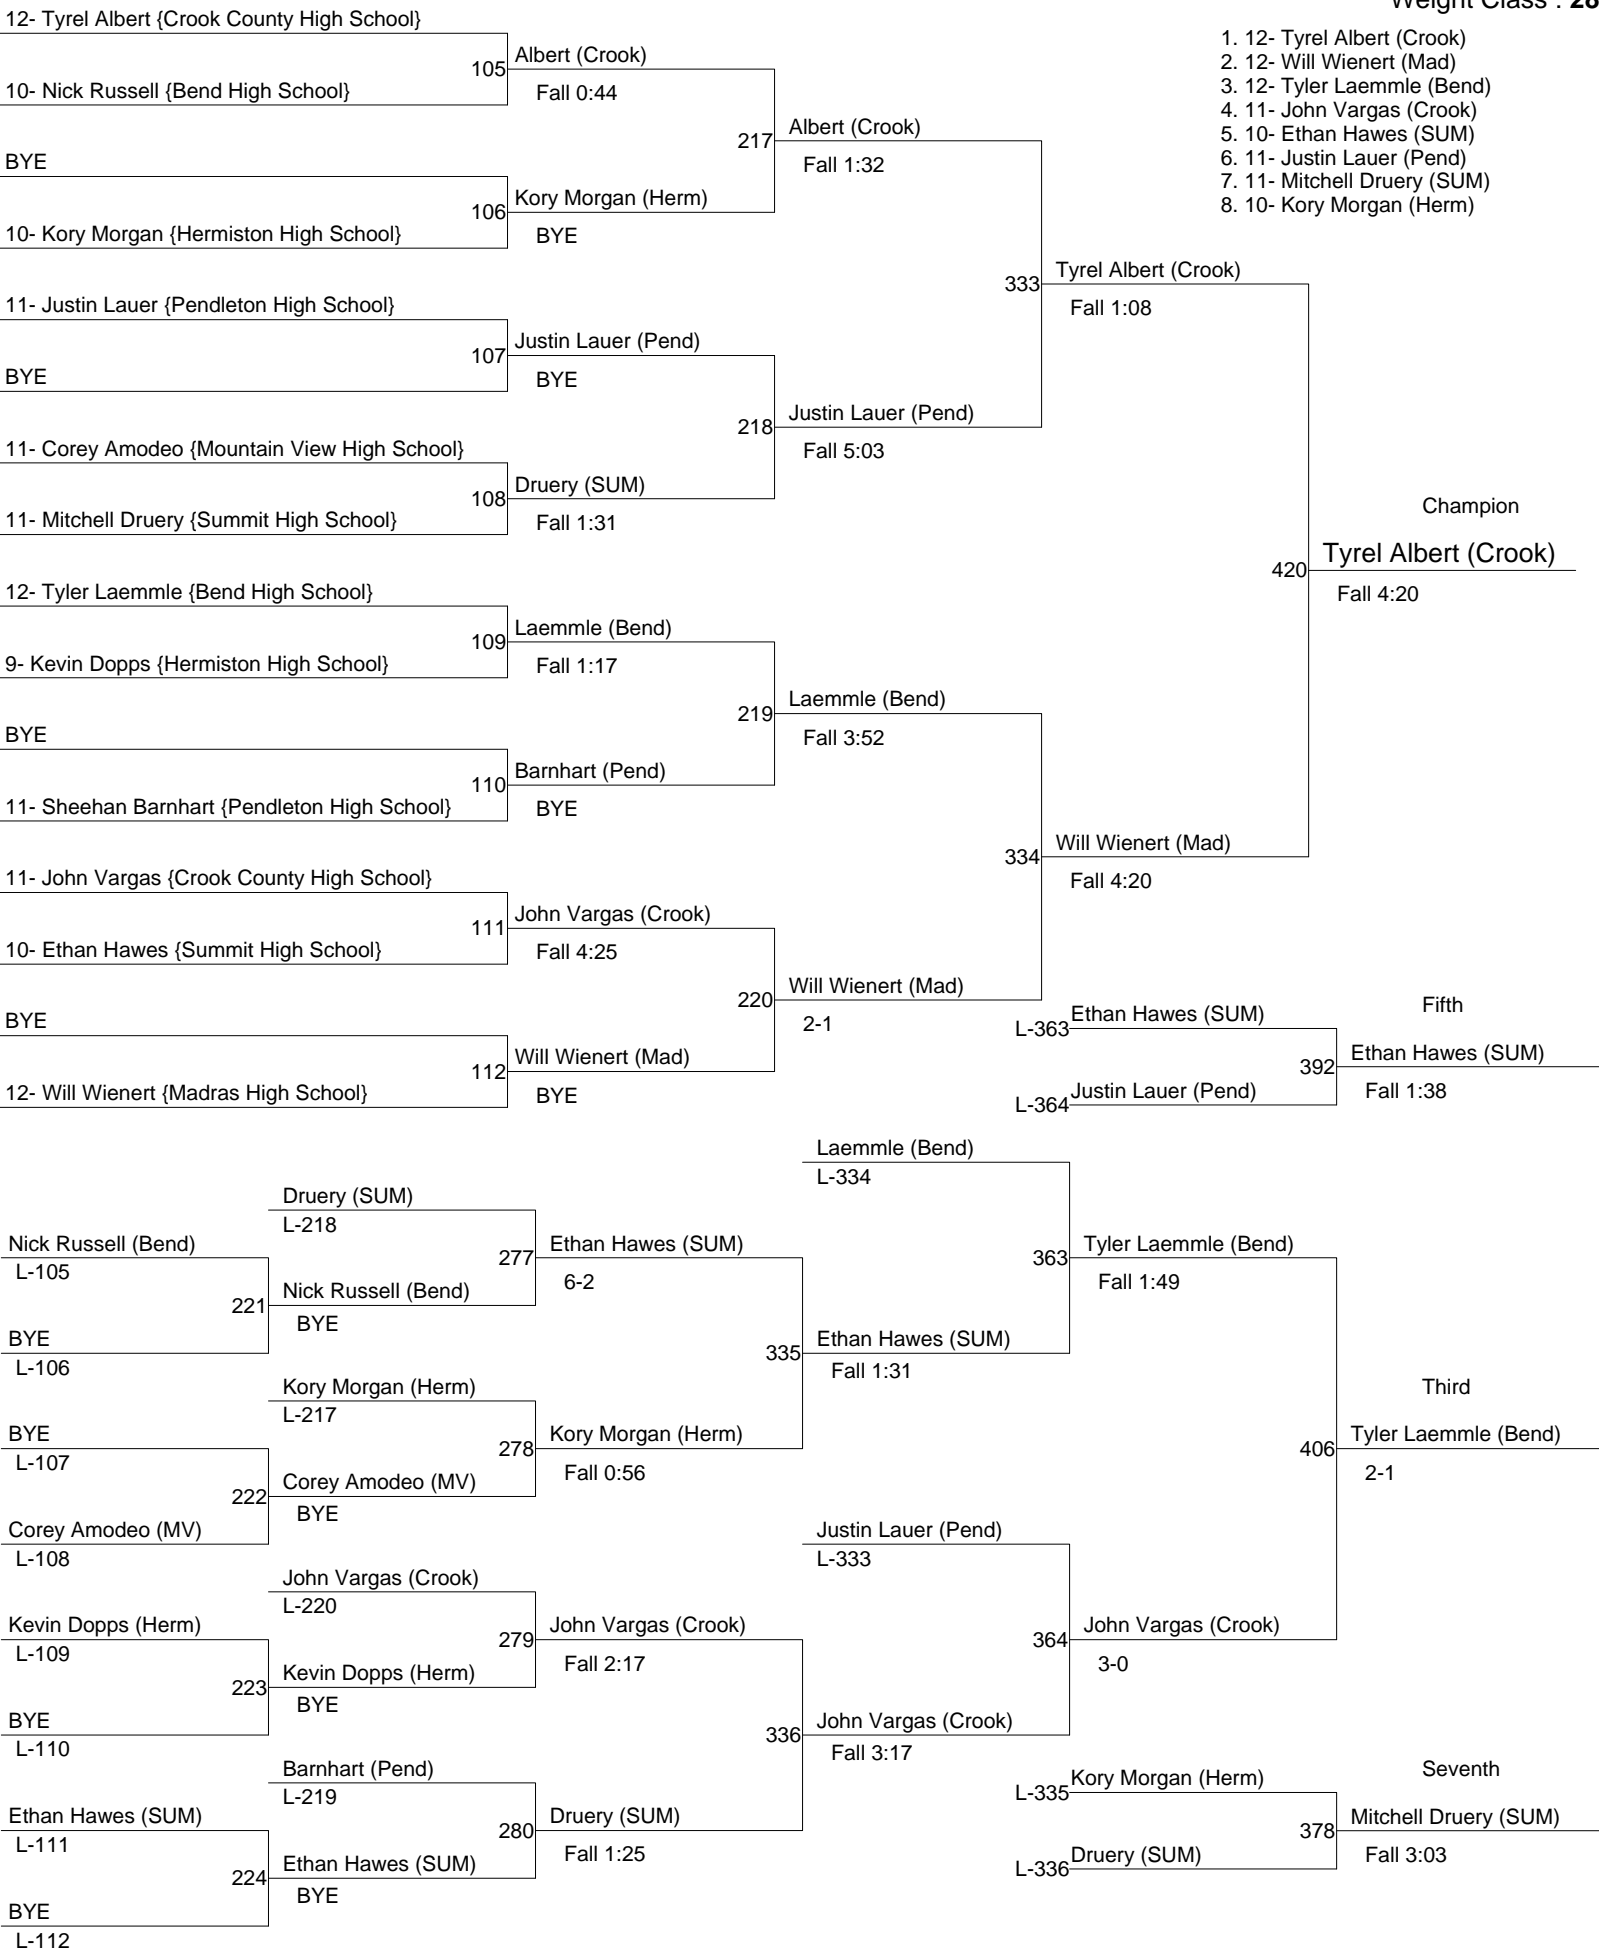 Weight Class : 28
12- Tyrel Albert {Crook County High School}
10- Nick Russell {Bend High School}
BYE
10- Kory Morgan {Hermiston High School}
11- Justin Lauer {Pendleton High School}
BYE
11- Corey Amodeo {Mountain View High School}
11- Mitchell Druery {Summit High School}
12- Tyler Laemmle {Bend High School}
9- Kevin Dopps {Hermiston High School}
BYE
11- Sheehan Barnhart {Pendleton High School}
11- John Vargas {Crook County High School}
10- Ethan Hawes {Summit High School}
BYE
12- Will Wienert {Madras High School}
105
Albert (Crook)
Fall 0:44
106
Kory Morgan (Herm)
BYE
107
Justin Lauer (Pend)
BYE
108
Druery (SUM)
Fall 1:31
109
Laemmle (Bend)
Fall 1:17
110
Barnhart (Pend)
BYE
111
John Vargas (Crook)
Fall 4:25
112
Will Wienert (Mad)
BYE
217
Albert (Crook)
Fall 1:32
218
Justin Lauer (Pend)
Fall 5:03
219
Laemmle (Bend)
Fall 3:52
220
Will Wienert (Mad)
2-1
333
Tyrel Albert (Crook)
Fall 1:08
334
Will Wienert (Mad)
Fall 4:20
1. 12- Tyrel Albert (Crook)
2. 12- Will Wienert (Mad)
3. 12- Tyler Laemmle (Bend)
4. 11- John Vargas (Crook)
5. 10- Ethan Hawes (SUM)
6. 11- Justin Lauer (Pend)
7. 11- Mitchell Druery (SUM)
8. 10- Kory Morgan (Herm)
Champion
420
Tyrel Albert (Crook)
Fall 4:20
Fifth
L-363
Ethan Hawes (SUM)
L-364
Justin Lauer (Pend)
392
Ethan Hawes (SUM)
Fall 1:38
Nick Russell (Bend)
L-105
BYE
L-106
BYE
L-107
Corey Amodeo (MV)
L-108
Kevin Dopps (Herm)
L-109
BYE
L-110
Ethan Hawes (SUM)
L-111
BYE
L-112
Druery (SUM)
L-218
221
Nick Russell (Bend)
BYE
Kory Morgan (Herm)
L-217
222
Corey Amodeo (MV)
BYE
John Vargas (Crook)
L-220
223
Kevin Dopps (Herm)
BYE
Barnhart (Pend)
L-219
224
Ethan Hawes (SUM)
BYE
277
Ethan Hawes (SUM)
6-2
278
Kory Morgan (Herm)
Fall 0:56
279
John Vargas (Crook)
Fall 2:17
280
Druery (SUM)
Fall 1:25
Laemmle (Bend)
L-334
335
Ethan Hawes (SUM)
Fall 1:31
Justin Lauer (Pend)
L-333
336
John Vargas (Crook)
Fall 3:17
363
Tyler Laemmle (Bend)
Fall 1:49
364
John Vargas (Crook)
3-0
Third
406
Tyler Laemmle (Bend)
2-1
Seventh
L-335
Kory Morgan (Herm)
L-336
Druery (SUM)
378
Mitchell Druery (SUM)
Fall 3:03